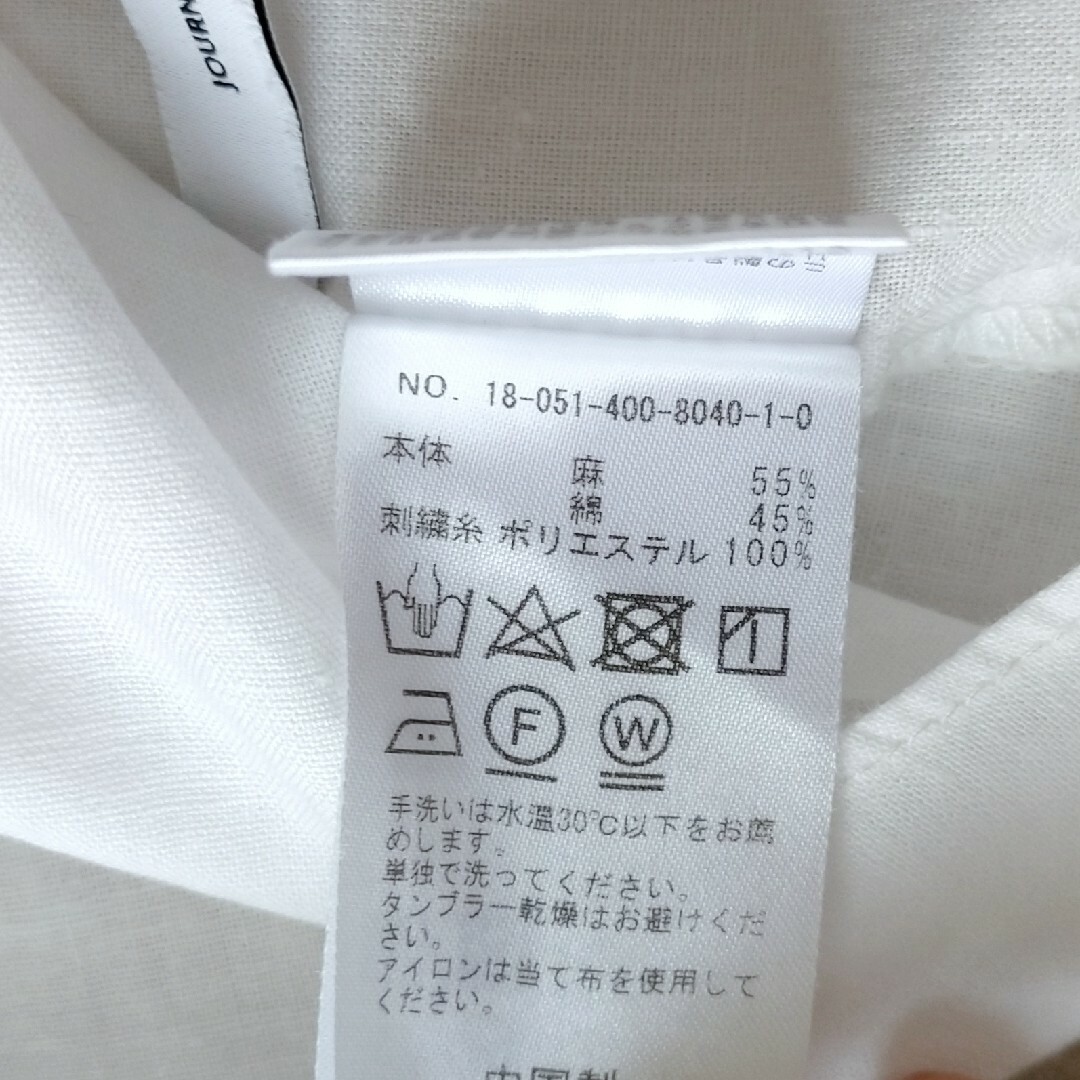 JOURN
NO. 18-051-400-8040-1-0
本体 麻 55%
綿 45%
刺繍糸 ポリエステル 100%
F W
手洗いは水温30℃以下をお薦
めします。
単独で洗ってください。
タンブラー乾燥はお避けくだ
さい。
アイロンは当て布を使用して
ください。
中国製